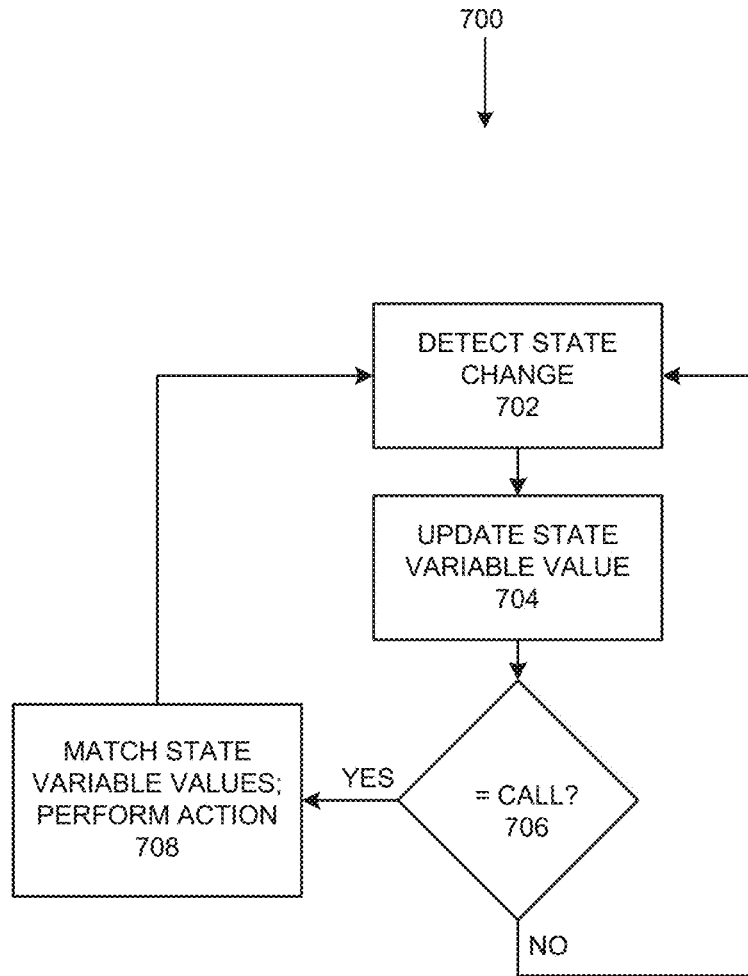 700
DETECT STATE
CHANGE
702
UPDATE STATE
VARIABLE VALUE
704
= CALL?
706
YES
MATCH STATE
VARIABLE VALUES;
PERFORM ACTION
708
NO